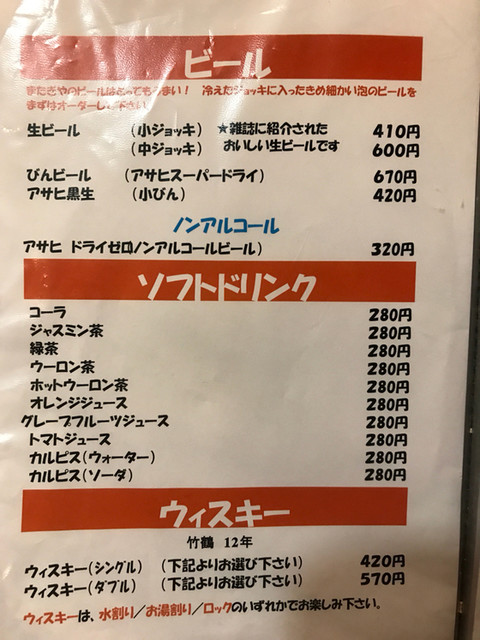 ビール
またぎやのビールはとってもうまい！ 冷えたジョッキに入ったきめ細かい泡のビールを
まずはオーダーして下さい。
生ビール （小ジョッキ） ★雑誌に紹介された 410円
（中ジョッキ） おいしい生ビールです 600円
びんビール （アサヒスーパードライ） 670円
アサヒ黒生 （小びん） 420円
ノンアルコール
アサヒ ドライゼロノンアルコールビール） 320円
ソフトドリンク
コーラ 280円
ジャスミン茶 280円
緑茶 280円
ウーロン茶 280円
ホットウーロン茶 280円
オレンジジュース 280円
グレープフルーツジュース 280円
トマトジュース 280円
カルピス（ウォーター） 280円
カルピス（ソーダ） 280円
ウィスキー
竹鶴 12年
ウィスキー（シングル） （下記よりお選び下さい） 420円
ウィスキー（ダブル） （下記よりお選び下さい） 570円
ウィスキーは、水割り／お湯割り／ロックのいずれかでお楽しみ下さい。